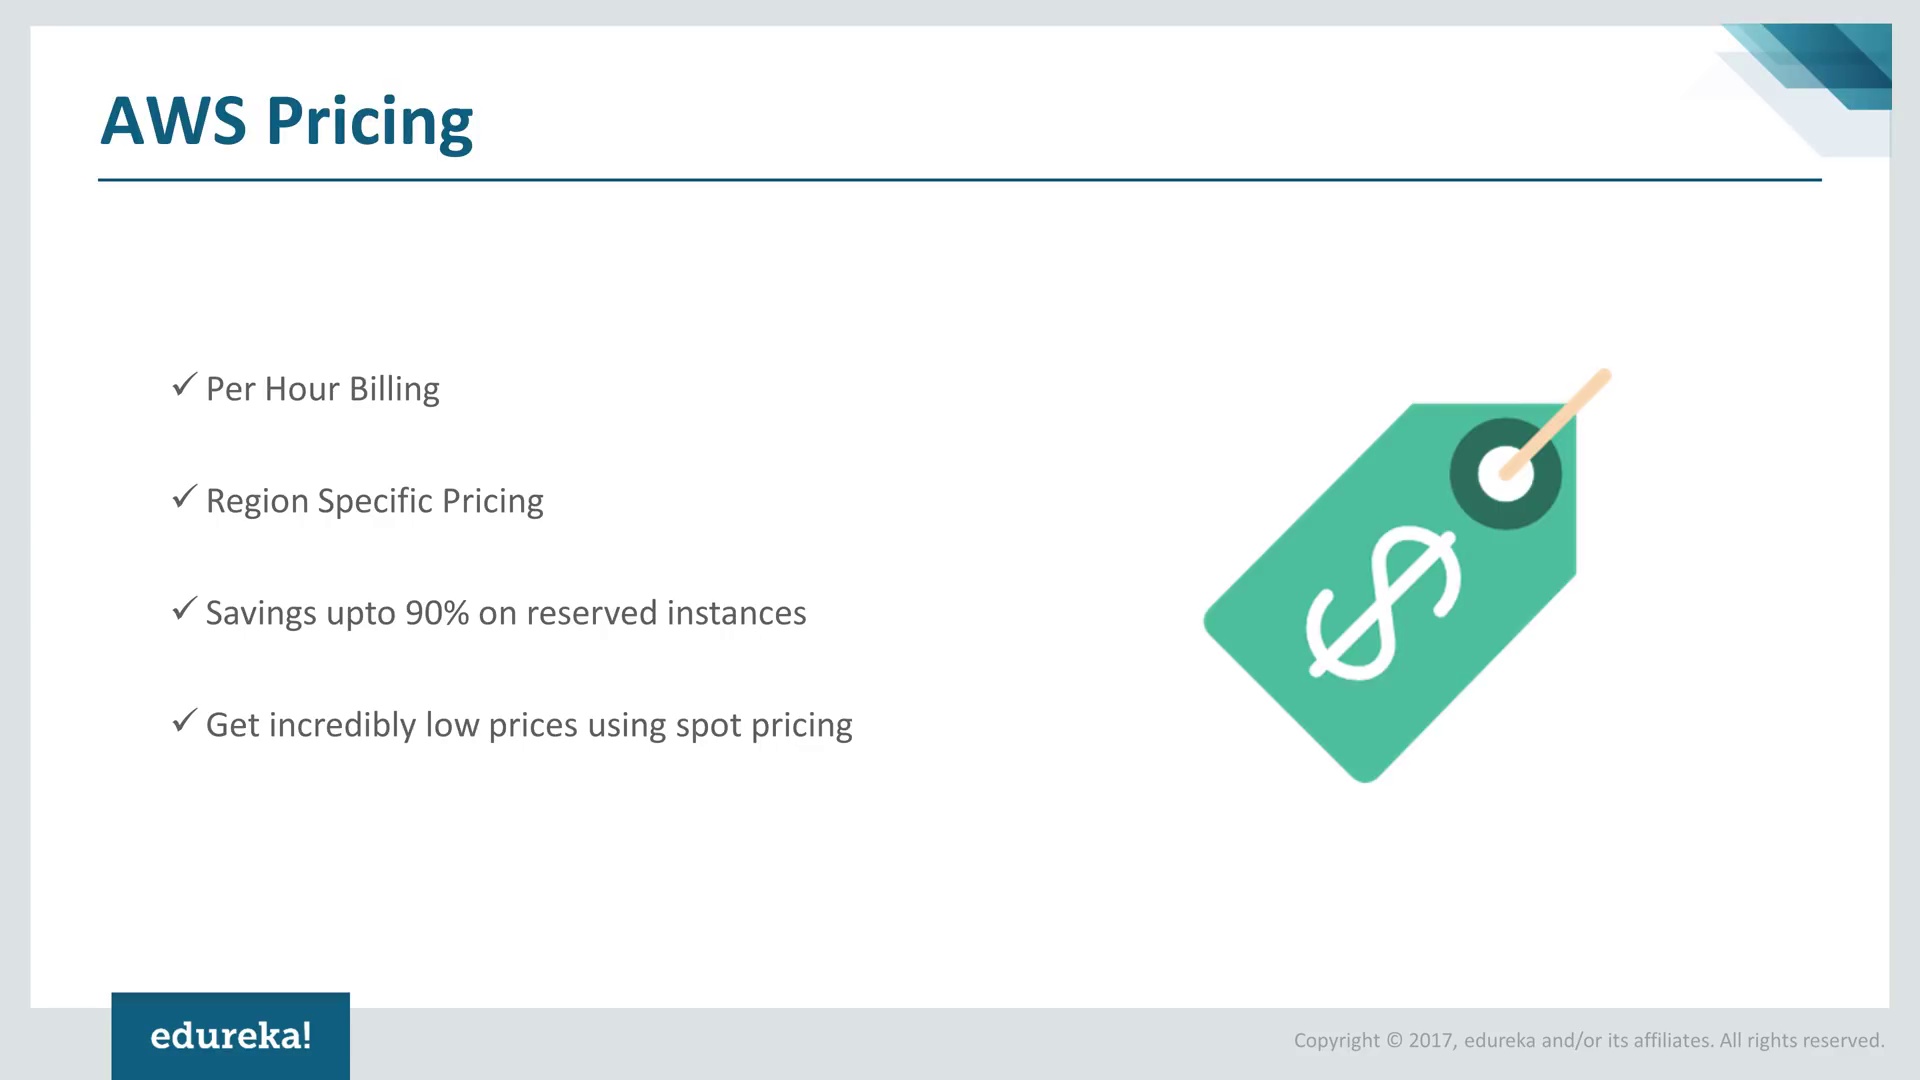 AWS Pricing
✓ Per Hour Billing
✓ Region Specific Pricing
✓ Savings upto 90% on reserved instances
✓ Get incredibly low prices using spot pricing
$
edureka!
Copyright © 2017, edureka and/or its affiliates. All rights reserved.